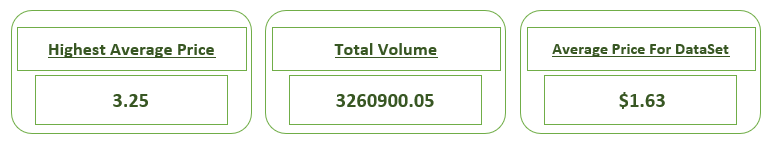 Highest Average Price
3.25
Total Volume
3260900.05
Average Price For DataSet
$1.63